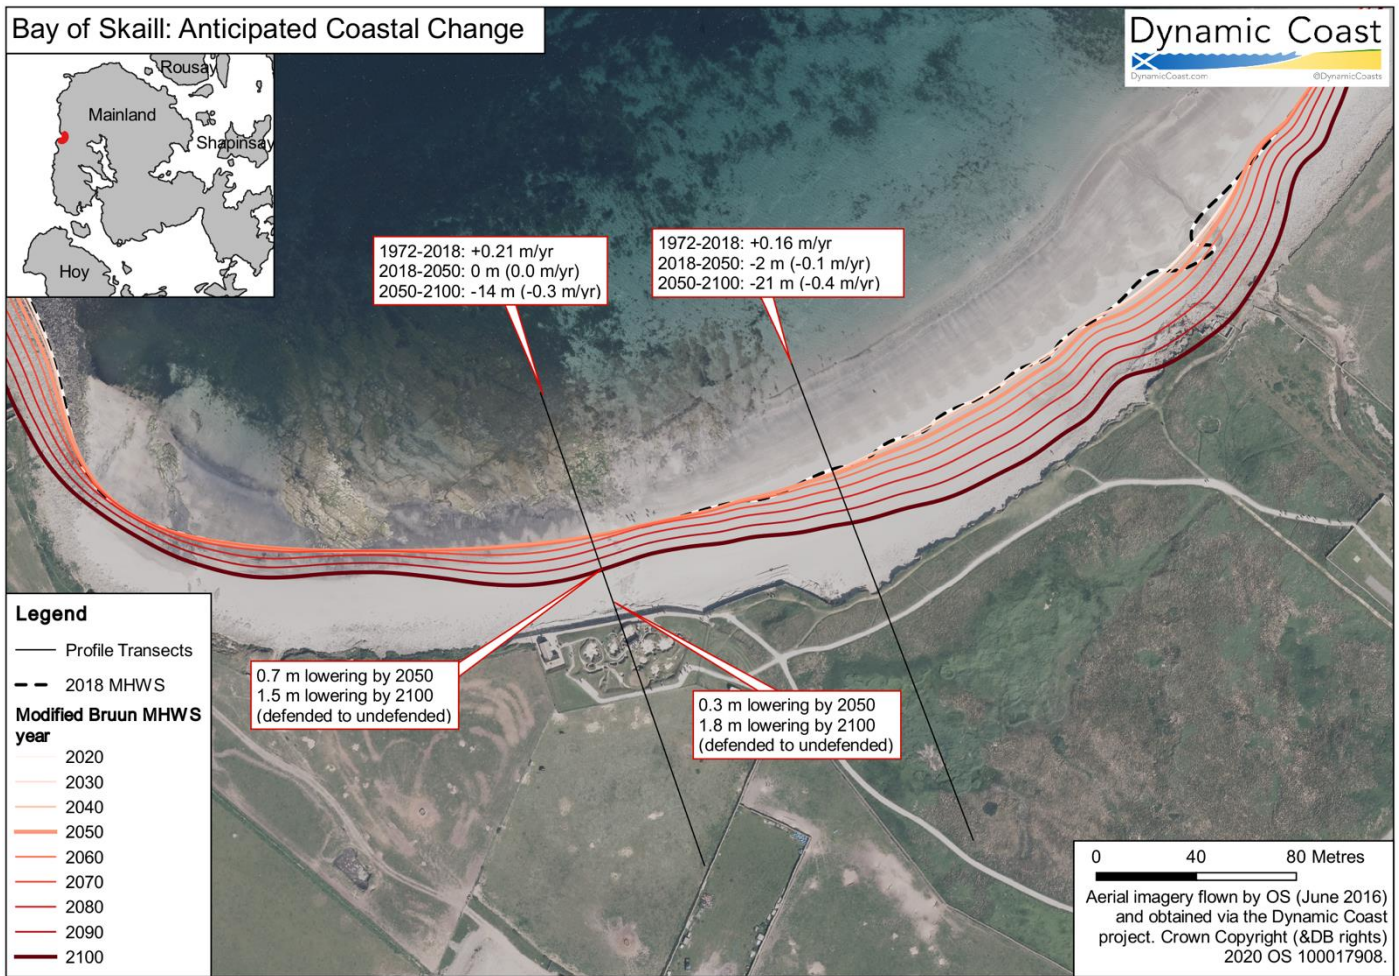 Bay of Skaill: Anticipated Coastal Change
Dynamic Coast
DynamicCoast.com
@DynamicCoasts
Rousay
Mainland
Shapinsay
Hoy
1972-2018: +0.21 m/yr
2018-2050: 0 m (0.0 m/yr)
2050-2100: -14 m (-0.3 m/yr)
1972-2018: +0.16 m/yr
2018-2050: -2 m (-0.1 m/yr)
2050-2100: -21 m (-0.4 m/yr)
0.7 m lowering by 2050
1.5 m lowering by 2100
(defended to undefended)
0.3 m lowering by 2050
1.8 m lowering by 2100
(defended to undefended)
Legend
Profile Transects
2018 MHWS
Modified Bruun MHWS
year
2020
2030
2040
2050
2060
2070
2080
2090
2100
0 40 80 Metres
Aerial imagery flown by OS (June 2016)
and obtained via the Dynamic Coast
project. Crown Copyright (&DB rights)
2020 OS 100017908.